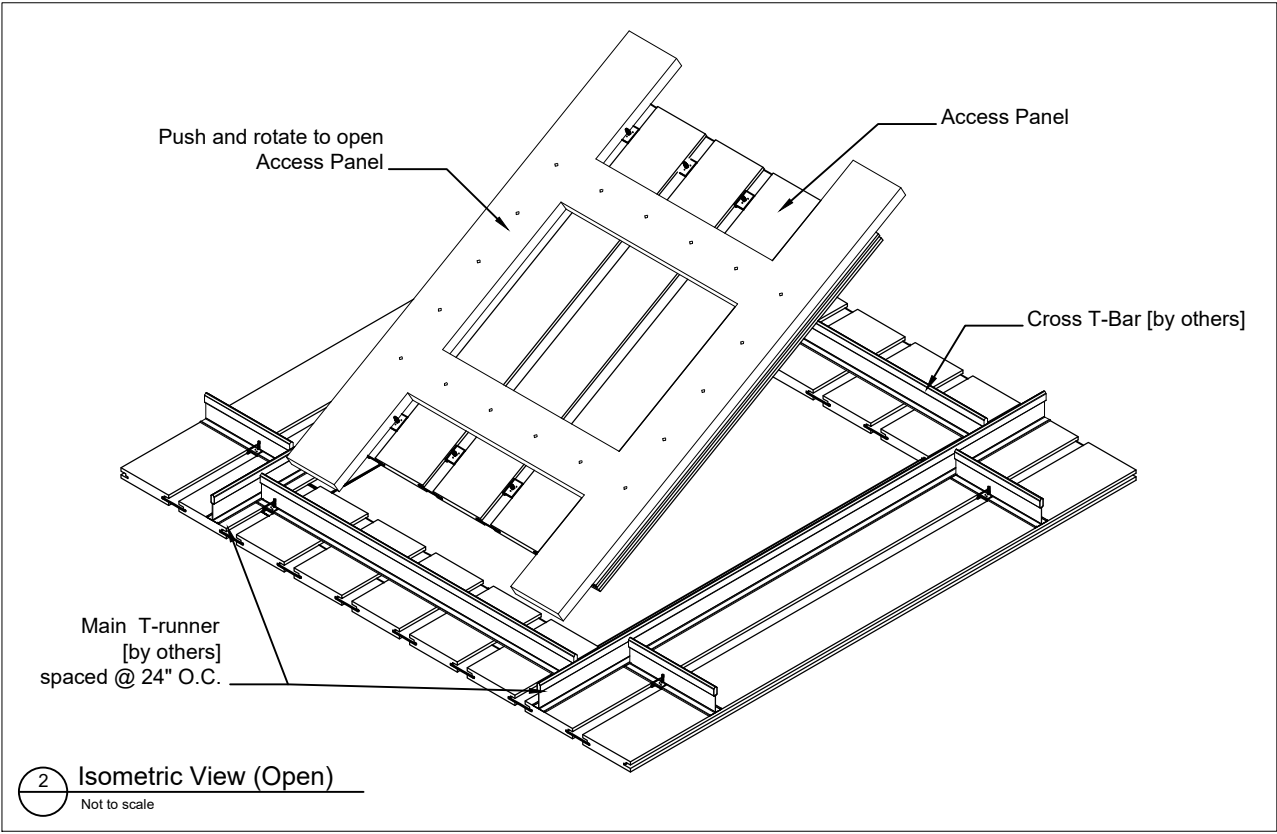 Push and rotate to open
Access Panel
Access Panel
Cross T-Bar [by others]
Main T-runner
[by others]
spaced @ 24" O.C.
2
Isometric View (Open)
Not to scale